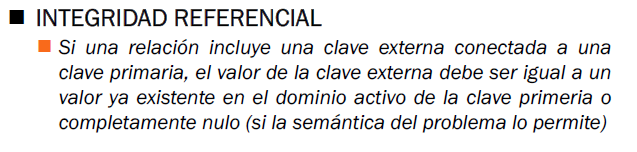 INTEGRIDAD REFERENCIAL
Si una relación incluye una clave externa conectada a una
clave primaria, el valor de la clave externa debe ser igual a un
valor ya existente en el dominio activo de la clave primeria o
completamente nulo (si la semántica del problema lo permite)